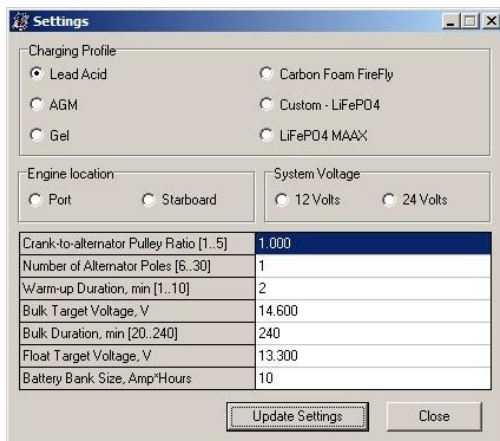 Settings
Charging Profile
Lead Acid
Carbon Foam FireFly
AGM
Custom - LiFePO4
Gel
LiFePO4 MAAX
Engine location
System Voltage
Port
Starboard
12 Volts
24 Volts
Crank-to-alternator Pulley Ratio [1..5] 1.000
Number of Alternator Poles [6..30] 1
Warm-up Duration, min [1..10] 2
Bulk Target Voltage, V 14.600
Bulk Duration, min [20..240] 240
Float Target Voltage, V 13.300
Battery Bank Size, Amp*Hours 10
Update Settings
Close